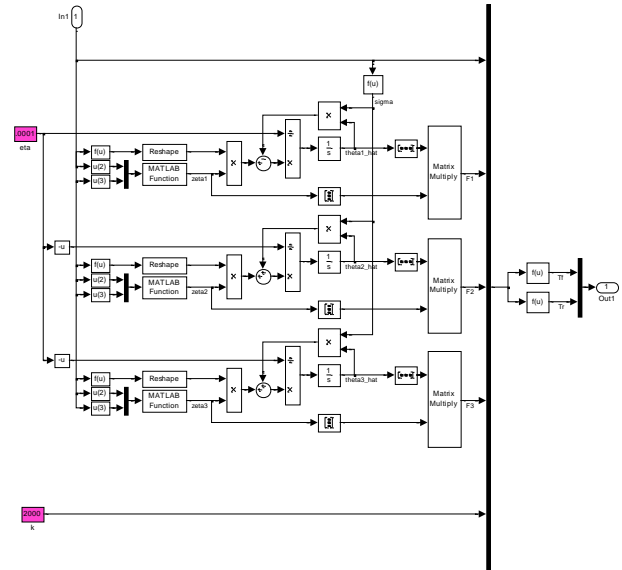 In1
1
f(u)
sigma
.0001
eta
×
÷
×
1
s
theta1_hat
f(u)
u(2)
u(3)
Reshape
MATLAB
Function
zeta1
×
Matrix
Multiply
F1
-u
×
÷
×
1
s
theta2_hat
f(u)
u(2)
u(3)
Reshape
MATLAB
Function
zeta2
×
Matrix
Multiply
F2
-u
×
÷
×
1
s
theta3_hat
f(u)
u(2)
u(3)
Reshape
MATLAB
Function
zeta3
×
Matrix
Multiply
F3
f(u)
Tf
f(u)
Tr
1
Out1
2000
k